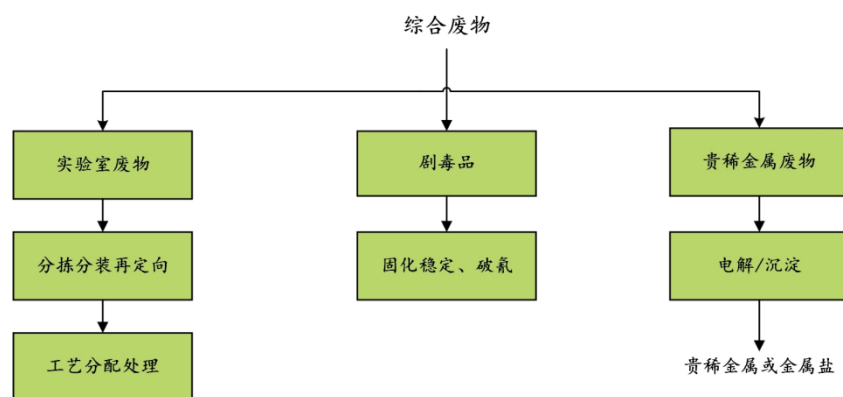 综合废物
实验室废物
剧毒品
贵稀金属废物
分拣分装再定向
固化稳定、破氰
电解/沉淀
工艺分配处理
贵稀金属或金属盐